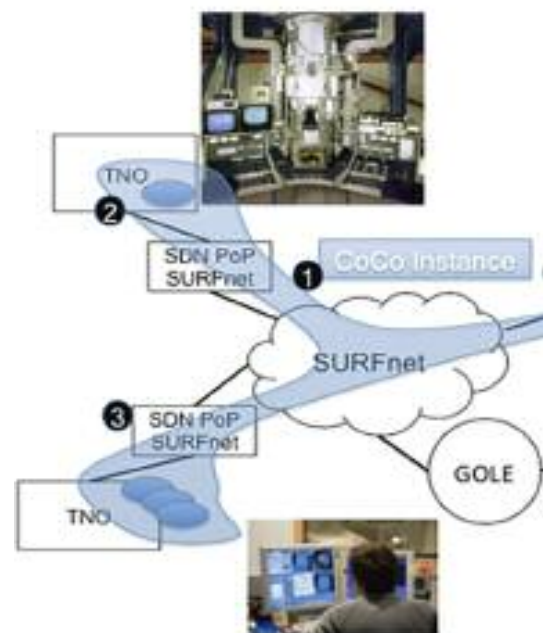 TNO
2
SDN PoP
SURFnet
1
CoCo Instance
SURFnet
3
SDN PoP
SURFnet
GOLE
TNO